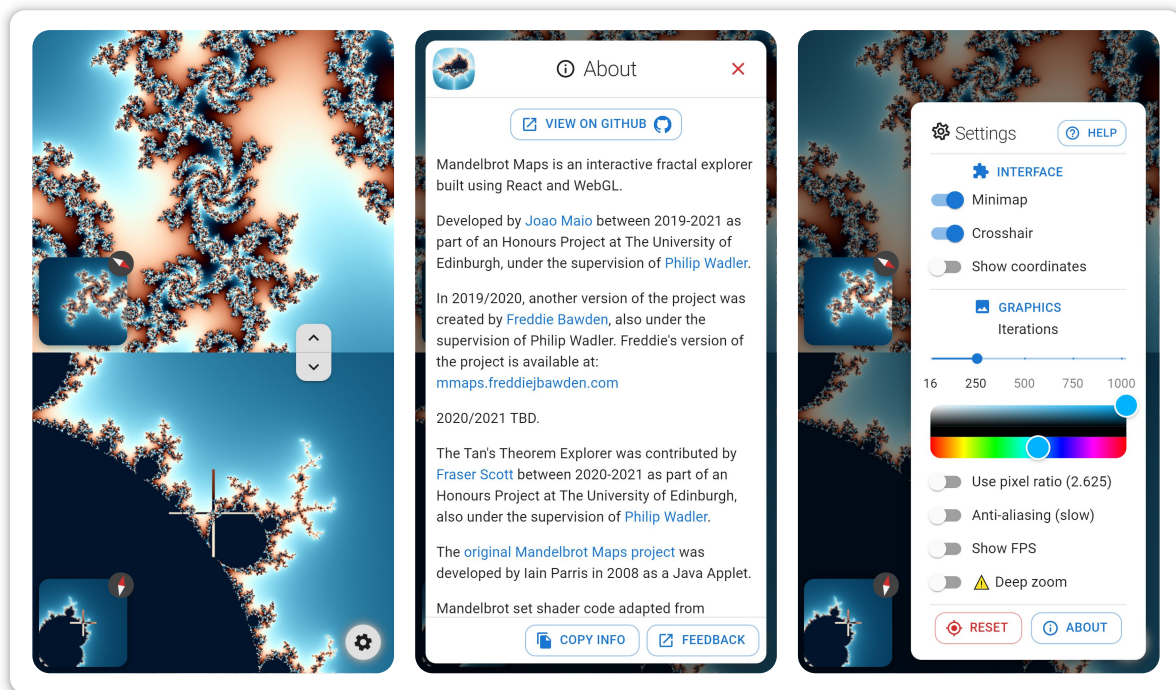 About
VIEW ON GITHUB
Mandelbrot Maps is an interactive fractal explorer
built using React and WebGL.
Developed by Joao Maio between 2019-2021 as
part of an Honours Project at The University of
Edinburgh, under the supervision of Philip Wadler.
In 2019/2020, another version of the project was
created by Freddie Bawden, also under the
supervision of Philip Wadler. Freddie's version of
the project is available at:
mmaps.freddiejbawden.com
2020/2021 TBD.
The Tan's Theorem Explorer was contributed by
Fraser Scott between 2020-2021 as part of an
Honours Project at The University of Edinburgh,
also under the supervision of Philip Wadler.
The original Mandelbrot Maps project was
developed by Iain Parris in 2008 as a Java Applet.
Mandelbrot set shader code adapted from
COPY INFO
FEEDBACK
Settings
HELP
INTERFACE
Minimap
Crosshair
Show coordinates
GRAPHICS
Iterations
16 250 500 750 1000
Use pixel ratio (2.625)
Anti-aliasing (slow)
Show FPS
Deep zoom
RESET
ABOUT